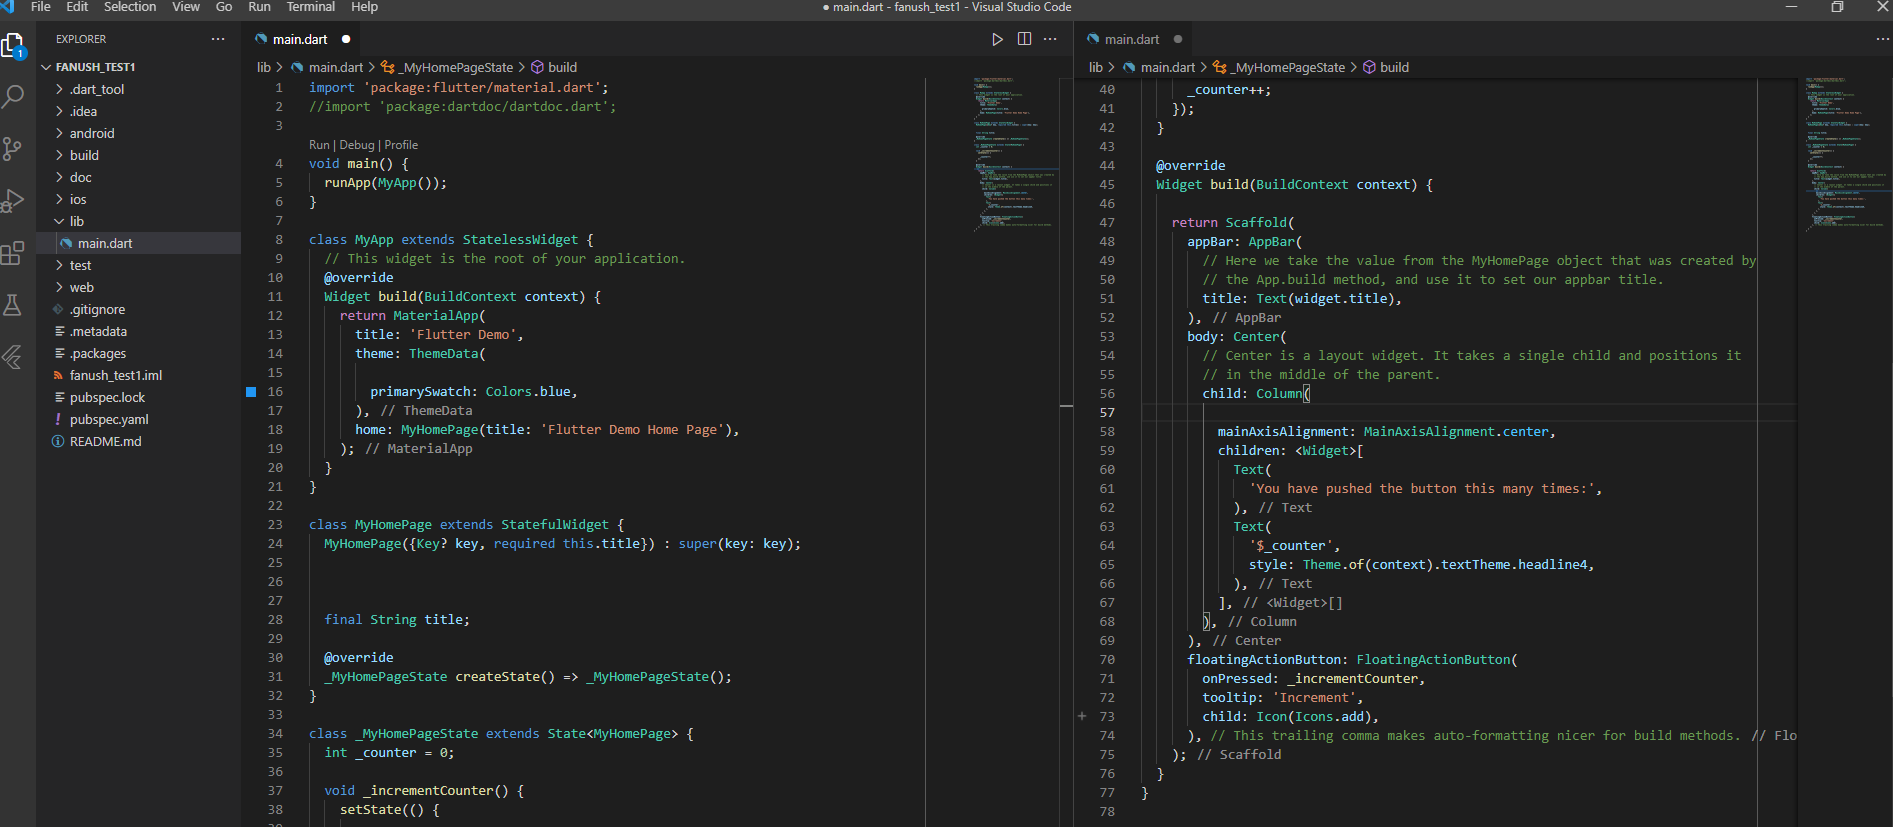 File Edit Selection View Go Run Terminal Help
● main.dart - fanush_test1 - Visual Studio Code
1
EXPLORER ···
FANUSH_TEST1
.dart_tool
.idea
android
build
doc
ios
lib
main.dart
test
web
.gitignore
.metadata
.packages
fanush_test1.iml
pubspec.lock
! pubspec.yaml
README.md
main.dart ●
lib > main.dart > _MyHomePageState > build
1 import 'package:flutter/material.dart';
2 //import 'package:dartdoc/dartdoc.dart';
3
Run | Debug | Profile
4 void main() {
5 runApp(MyApp());
6 }
7
8 class MyApp extends StatelessWidget {
9 // This widget is the root of your application.
10 @override
11 Widget build(BuildContext context) {
12 return MaterialApp(
13 title: 'Flutter Demo',
14 theme: ThemeData(
15
16 primarySwatch: Colors.blue,
17 ), // ThemeData
18 home: MyHomePage(title: 'Flutter Demo Home Page'),
19 ); // MaterialApp
20 }
21 }
22
23 class MyHomePage extends StatefulWidget {
24 MyHomePage({Key? key, required this.title}) : super(key: key);
25
26
27
28 final String title;
29
30 @override
31 _MyHomePageState createState() => _MyHomePageState();
32 }
33
34 class _MyHomePageState extends State<MyHomePage> {
35 int _counter = 0;
36
37 void _incrementCounter() {
38 setState(() {
main.dart ●
lib > main.dart > _MyHomePageState > build
40 _counter++;
41 });
42 }
43
44 @override
45 Widget build(BuildContext context) {
46
47 return Scaffold(
48 appBar: AppBar(
49 // Here we take the value from the MyHomePage object that was created by
50 // the App.build method, and use it to set our appbar title.
51 title: Text(widget.title),
52 ), // AppBar
53 body: Center(
54 // Center is a layout widget. It takes a single child and positions it
55 // in the middle of the parent.
56 child: Column(
57
58 mainAxisAlignment: MainAxisAlignment.center,
59 children: <Widget>[
60 Text(
61 'You have pushed the button this many times:',
62 ), // Text
63 Text(
64 '$_counter',
65 style: Theme.of(context).textTheme.headline4,
66 ), // Text
67 ], // <Widget>[]
68 ), // Column
69 ), // Center
70 floatingActionButton: FloatingActionButton(
71 onPressed: _incrementCounter,
72 tooltip: 'Increment',
73 child: Icon(Icons.add),
74 ), // This trailing comma makes auto-formatting nicer for build methods. // Flo
75 ); // Scaffold
76 }
77 }
78